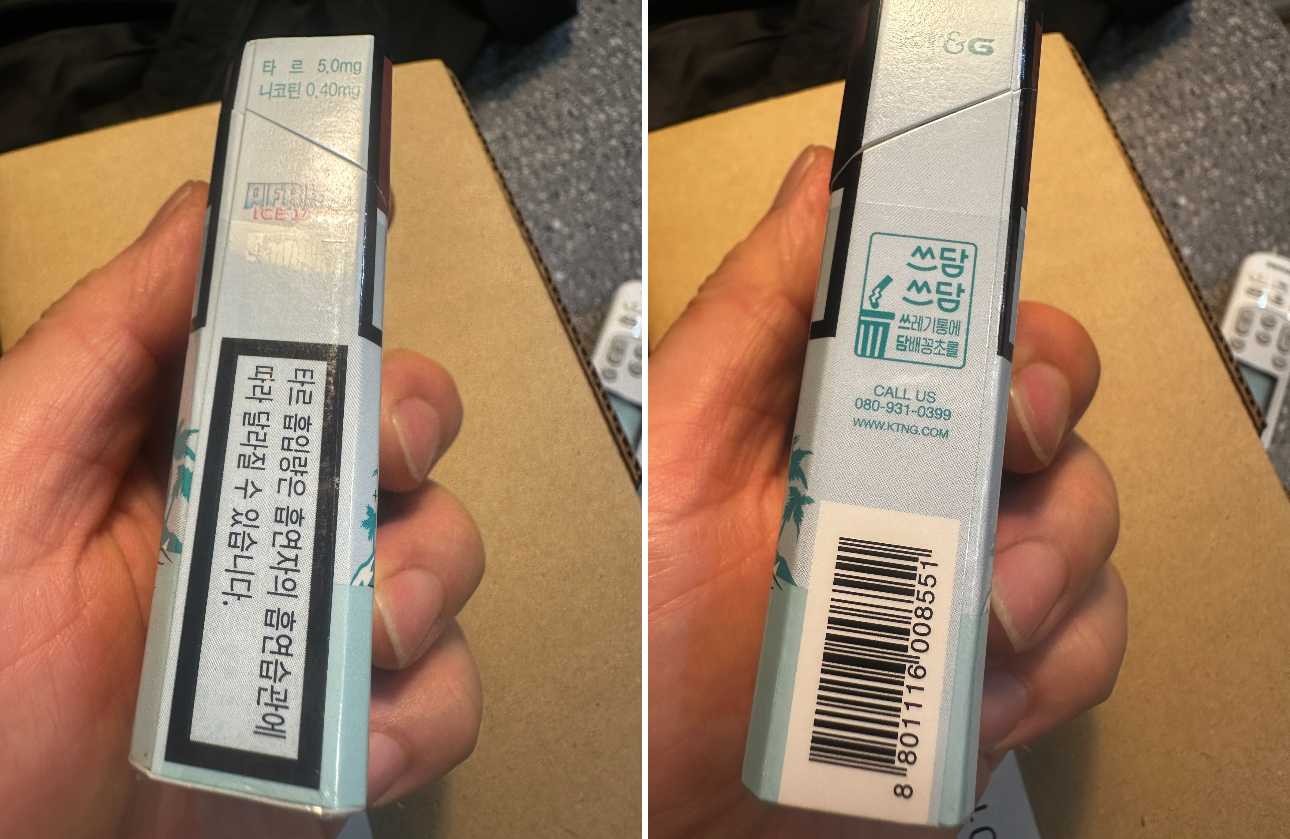 타 르 5.0mg
니코틴 0.40mg
ICE
타르 흡입량은 흡연자의 흡연습관에
따라 달라질 수 있습니다.
&G
쓰담
쓰담
쓰레기통에
담배꽁초를
CALL US
080-931-0399
WWW.KTNG.COM
8 801116 008551